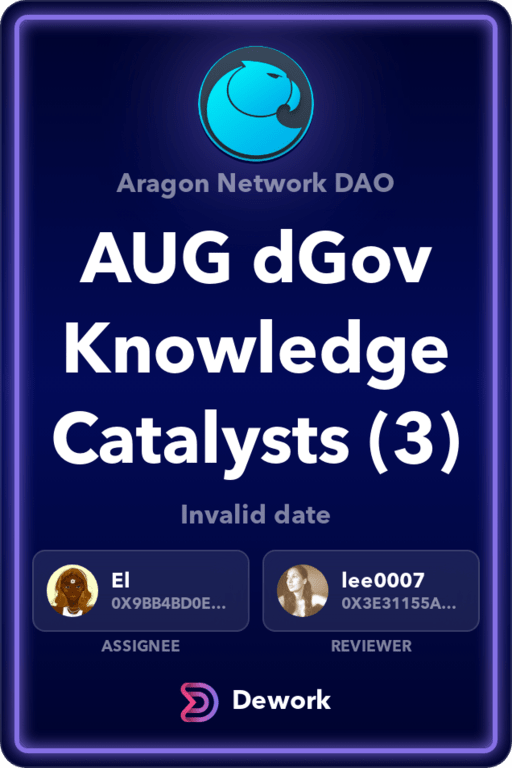 Aragon Network DAO
AUG dGov
Knowledge
Catalysts (3)
Invalid date
El
0X9BB4BD0E...
ASSIGNEE
lee0007
0X3E31155A...
REVIEWER
Dework